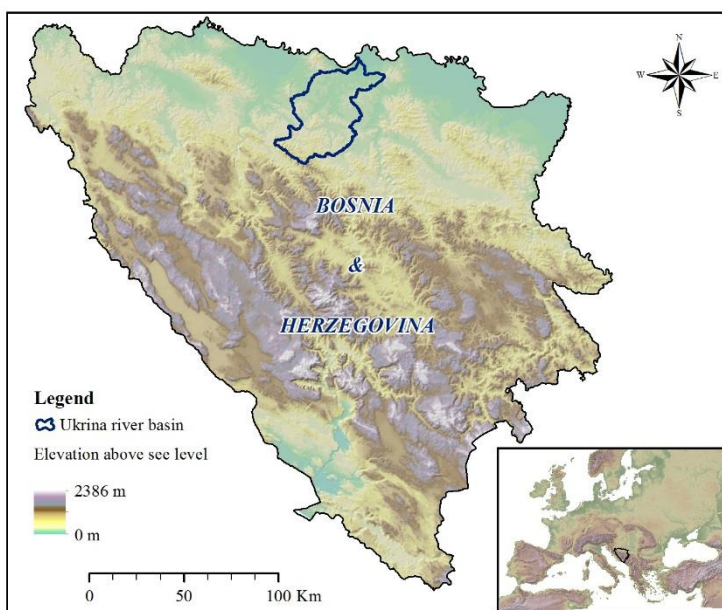 N
W E
S
BOSNIA
&
HERZEGOVINA
Legend
Ukrina river basin
Elevation above see level
2386 m
0 m
0 50 100 Km